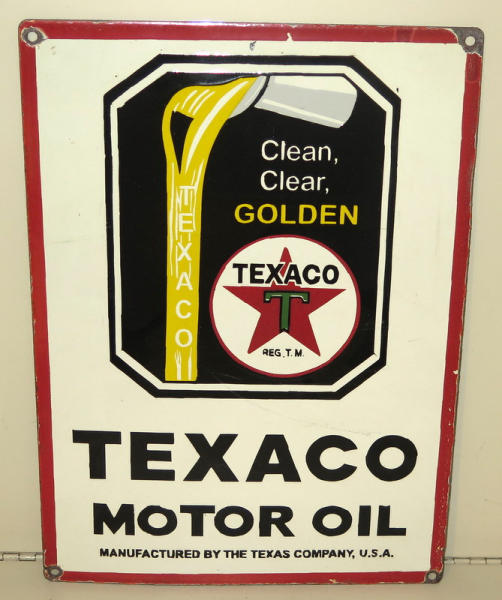 Clean,
Clear,
GOLDEN
TEXACO
TEXACO
T
REG. T. M.
TEXACO
MOTOR OIL
MANUFACTURED BY THE TEXAS COMPANY, U.S.A.